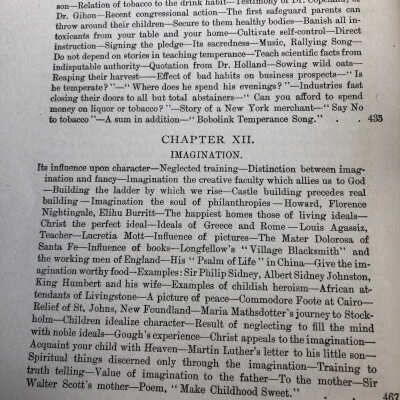 son—Relation of tobacco to the drink habit—Testimony of Dr. Copeland, of
Dr. Gihon—Recent congressional action—The first safeguard parents can
throw around their children—Secure to them healthy bodies—Banish all in-
toxicants from your table and your home—Cultivate self-control—Direct
instruction—Signing the pledge—Its sacredness—Music, Rallying Song—
Do not depend on stories in teaching temperance—Teach scientific facts from
indisputable authority—Quotation from Dr. Holland—Sowing wild oats—
Reaping their harvest——Effect of bad habits on business prospects—"Is
he temperate?"—"Where does he spend his evenings?"—Industries fast
closing their doors to all but total abstainers—" Can you afford to spend
money on liquor or tobacco?"—Story of a New York merchant—" Say No
to tobacco"—A sum in addition—"Bobolink Temperance Song." . . 435
CHAPTER XII.
IMAGINATION.
Its influence upon character—Neglected training—Distinction between imag-
ination and fancy—Imagination the creative faculty which allies us to God
—Building the ladder by which we rise—Castle building precedes real
building—Imagination the soul of philanthropies—Howard, Florence
Nightingale, Elihu Burritt—The happiest homes those of living ideals—
Christ the perfect ideal—Ideals of Greece and Rome—Louis Agassiz,
Teacher—Lucretia Mott—Influence of pictures—The Mater Dolorosa of
Santa Fe—Influence of books—Longfellow's "Village Blacksmith" and
the working men of England—His "Psalm of Life" in China—Give the im-
agination worthy food—Examples: Sir Philip Sidney, Albert Sidney Johnston,
King Humbert and his wife—Examples of childish heroism—African at-
tendants of Livingstone—A picture of peace—Commodore Foote at Cairo—
Relief of St. Johns, New Foundland—Maria Mathsdotter's journey to Stock-
holm—Children idealize character—Result of neglecting to fill the mind
with noble ideals—Gough's experience—Christ appeals to the imagination—
Acquaint your child with Heaven—Martin Luther's letter to his little son—
Spiritual things discerned only through the imagination—Training to
truth telling—Value of imagination to the father—To the mother—Sir
Walter Scott's mother—Poem, "Make Childhood Sweet." . . 467